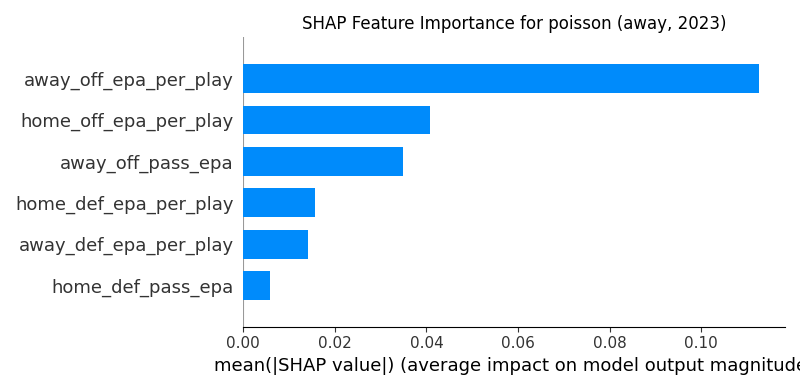 SHAP Feature Importance for poisson (away, 2023)
away_off_epa_per_play
home_off_epa_per_play
away_off_pass_epa
home_def_epa_per_play
away_def_epa_per_play
home_def_pass_epa
0.00 0.02 0.04 0.06 0.08 0.10
mean(|SHAP value|) (average impact on model output magnitude